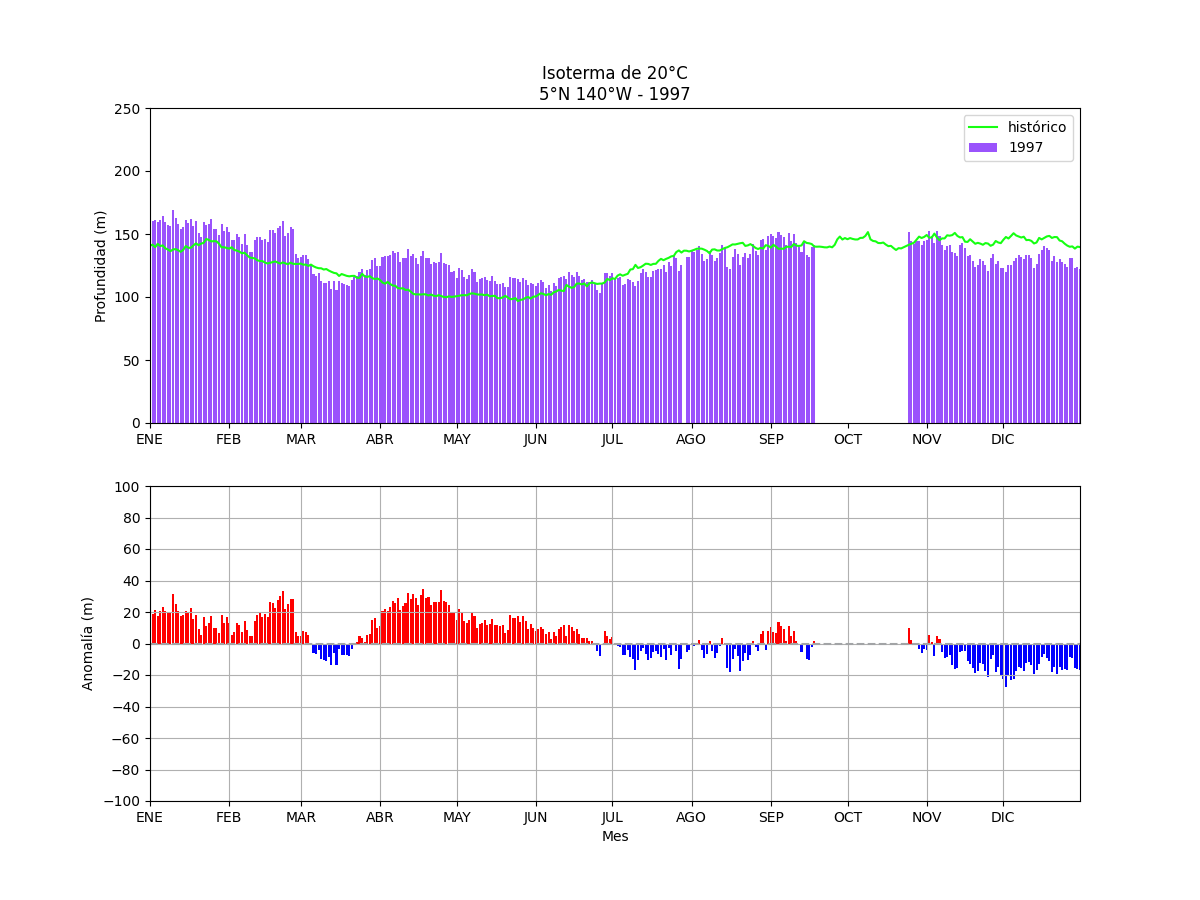 Isoterma de 20°C
5°N 140°W - 1997
histórico
1997
Profundidad (m)
250
200
150
100
50
0
ENE FEB MAR ABR MAY JUN JUL AGO SEP OCT NOV DIC
Anomalía (m)
100
80
60
40
20
0
−20
−40
−60
−80
−100
ENE FEB MAR ABR MAY JUN JUL AGO SEP OCT NOV DIC
Mes